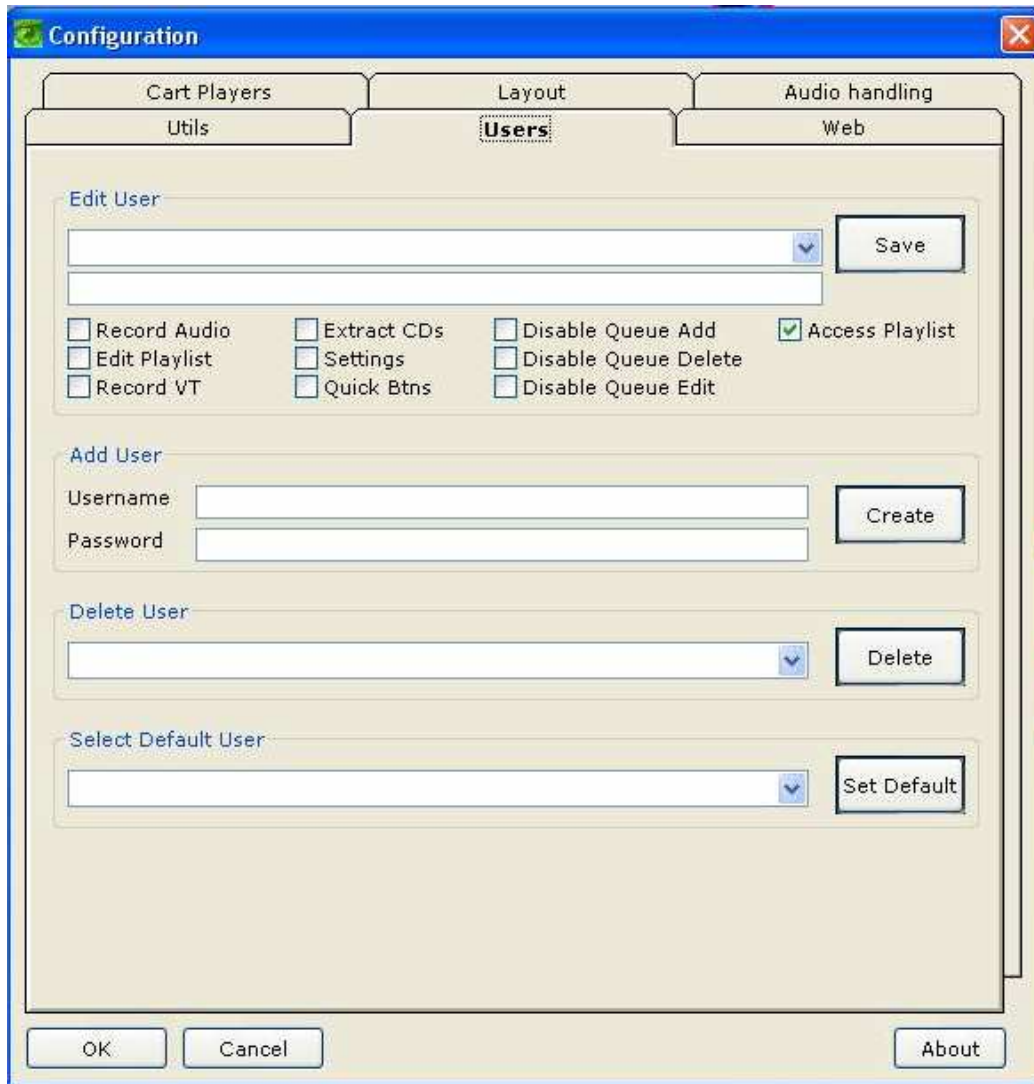 Configuration
Cart Players Layout Audio handling
Utils Users Web
Edit User
Save
Record Audio Extract CDs Disable Queue Add Access Playlist
Edit Playlist Settings Disable Queue Delete
Record VT Quick Btns Disable Queue Edit
Add User
Username
Create
Password
Delete User
Delete
Select Default User
Set Default
OK Cancel About